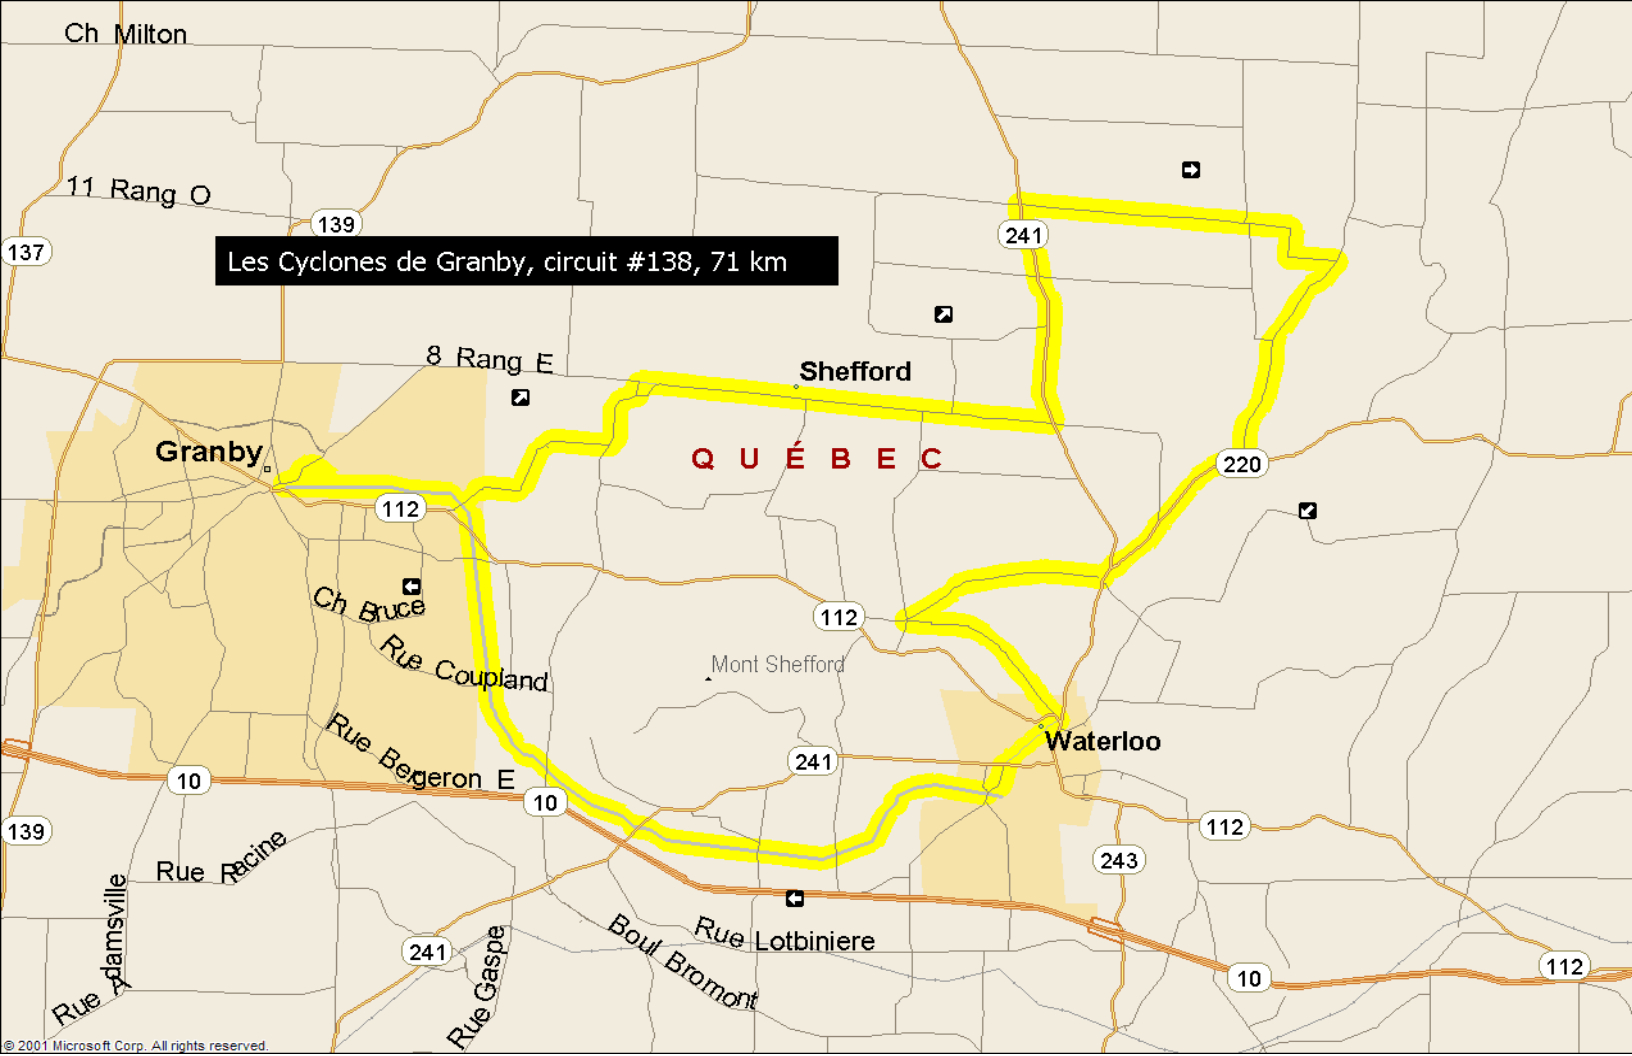 Ch Milton
11 Rang O
139
241
137
Les Cyclones de Granby, circuit #138, 71 km
8 Rang E
Shefford
Granby
QUÉBEC
220
112
Ch Bruce
112
Rue Coupland
Mont Shefford
Rue Bergeron E
Waterloo
241
10
10
139
112
243
Rue Racine
Rue Adamsville
241
Rue Gaspe
Boul Bromont
Rue Lotbiniere
10
112
© 2001 Microsoft Corp. All rights reserved.